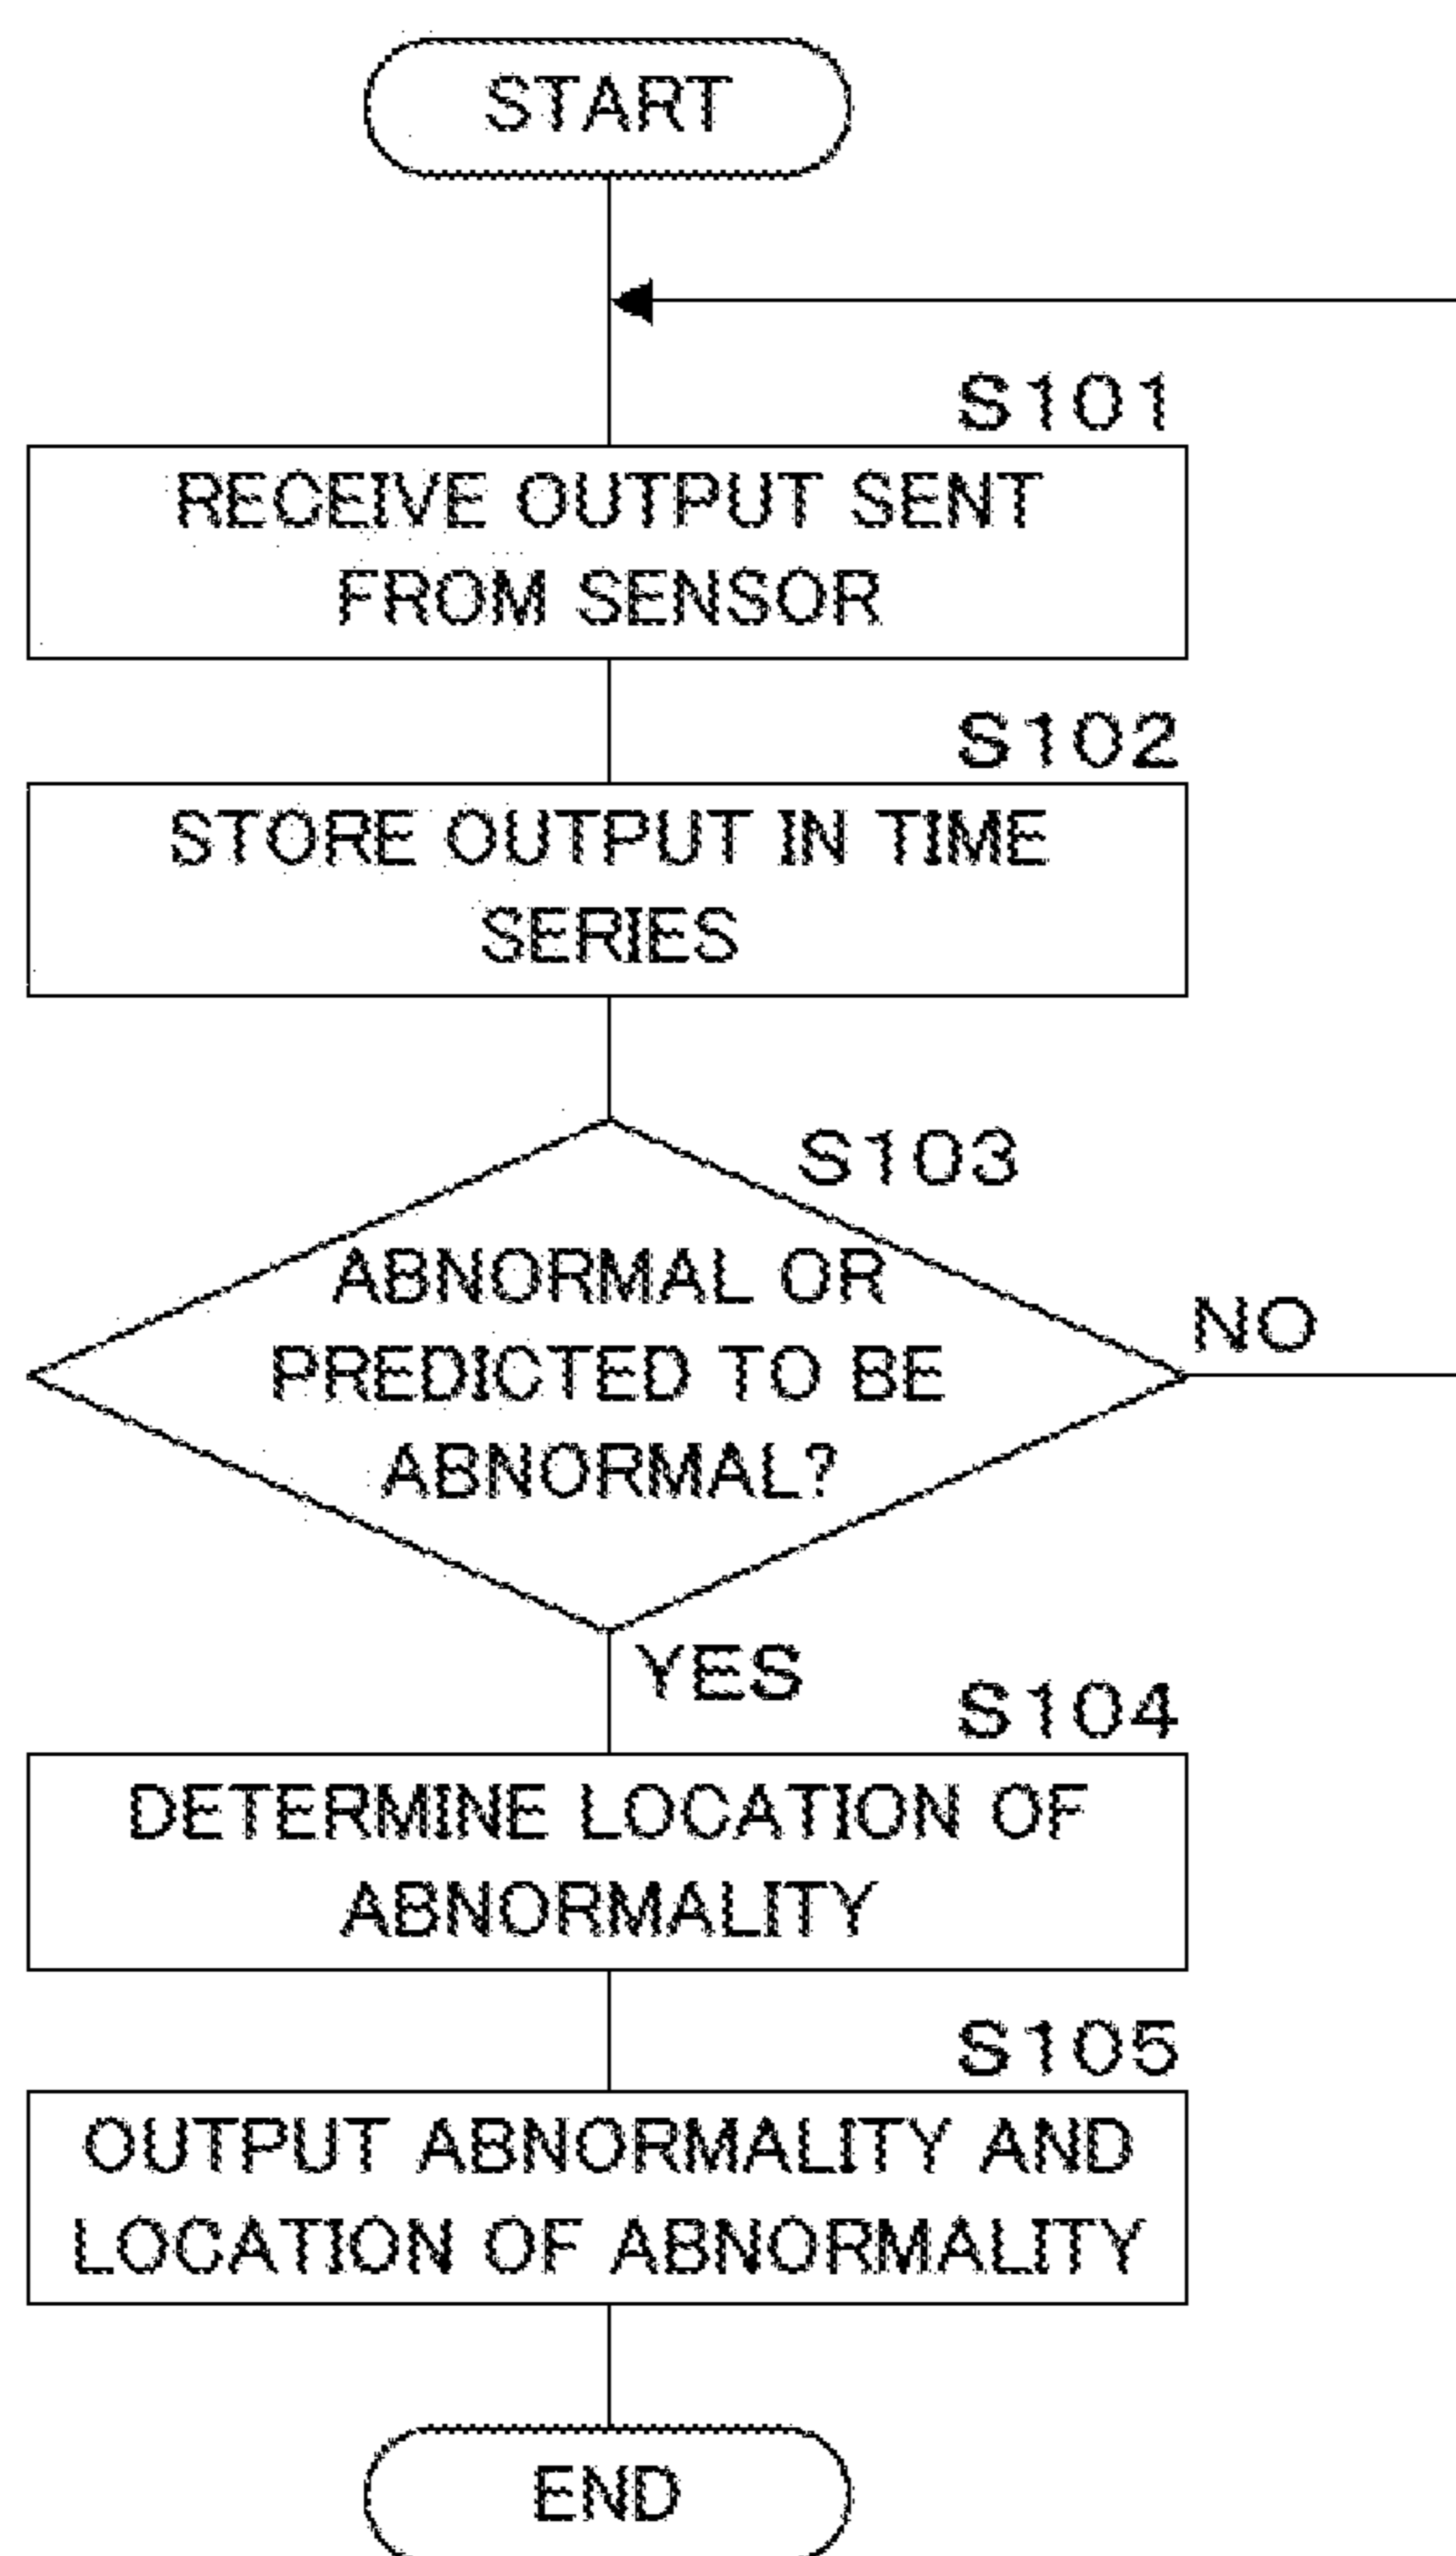 START
S101
RECEIVE OUTPUT SENT
FROM SENSOR
S102
STORE OUTPUT IN TIME
SERIES
S103
ABNORMAL OR
PREDICTED TO BE
ABNORMAL?
NO
YES
S104
DETERMINE LOCATION OF
ABNORMALITY
S105
OUTPUT ABNORMALITY AND
LOCATION OF ABNORMALITY
END